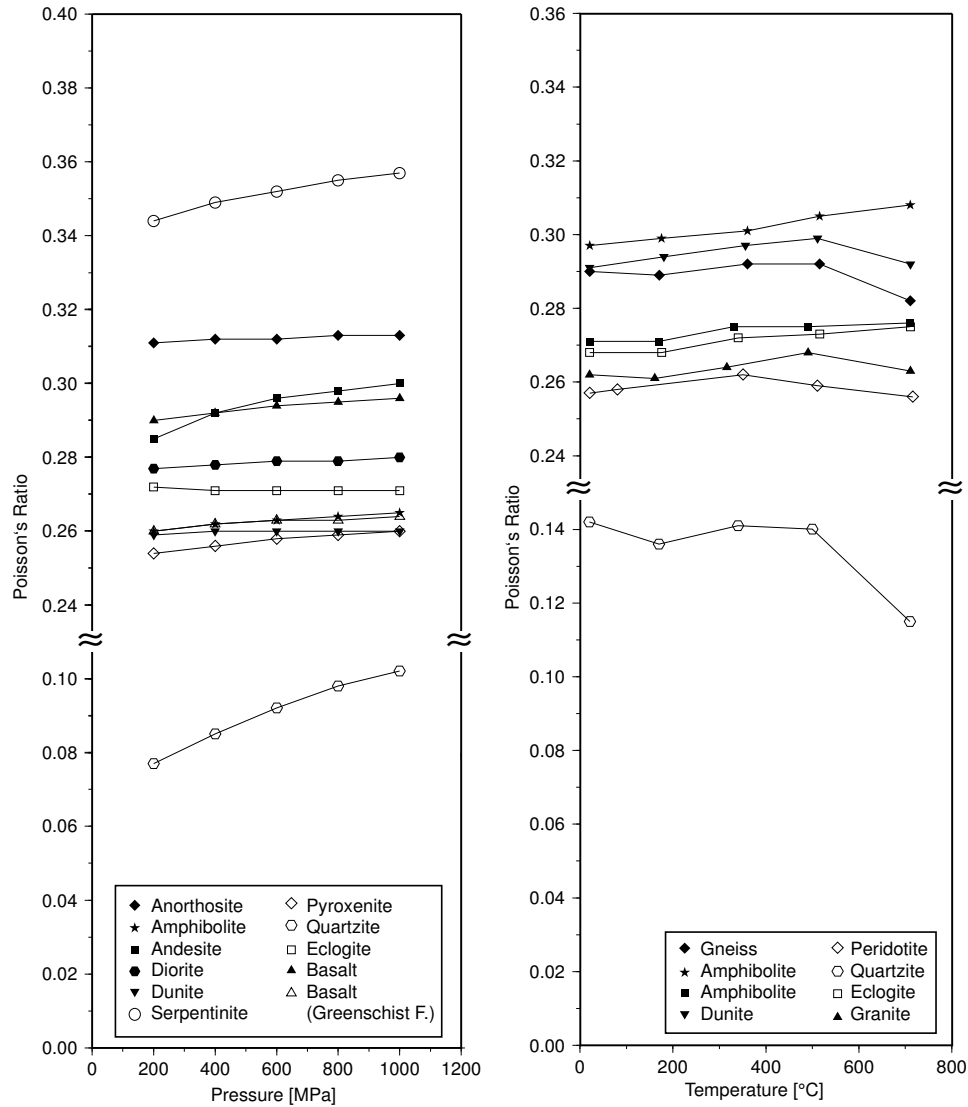 0.40
0.38
0.36
0.34
0.32
0.30
0.28
0.26
0.24
0.10
0.08
0.06
0.04
0.02
0.00
Poisson‘s Ratio
≈ ≈
Anorthosite
Amphibolite
Andesite
Diorite
Dunite
Serpentinite
Pyroxenite
Quartzite
Eclogite
Basalt
Basalt
(Greenschist F.)
0 200 400 600 800 1000 1200
Pressure [MPa]
0.36
0.34
0.32
0.30
0.28
0.26
0.24
0.14
0.12
0.10
0.08
0.06
0.04
0.02
0.00
Poisson‘s Ratio
≈ ≈
Gneiss
Amphibolite
Amphibolite
Dunite
Peridotite
Quartzite
Eclogite
Granite
0 200 400 600 800
Temperature [°C]